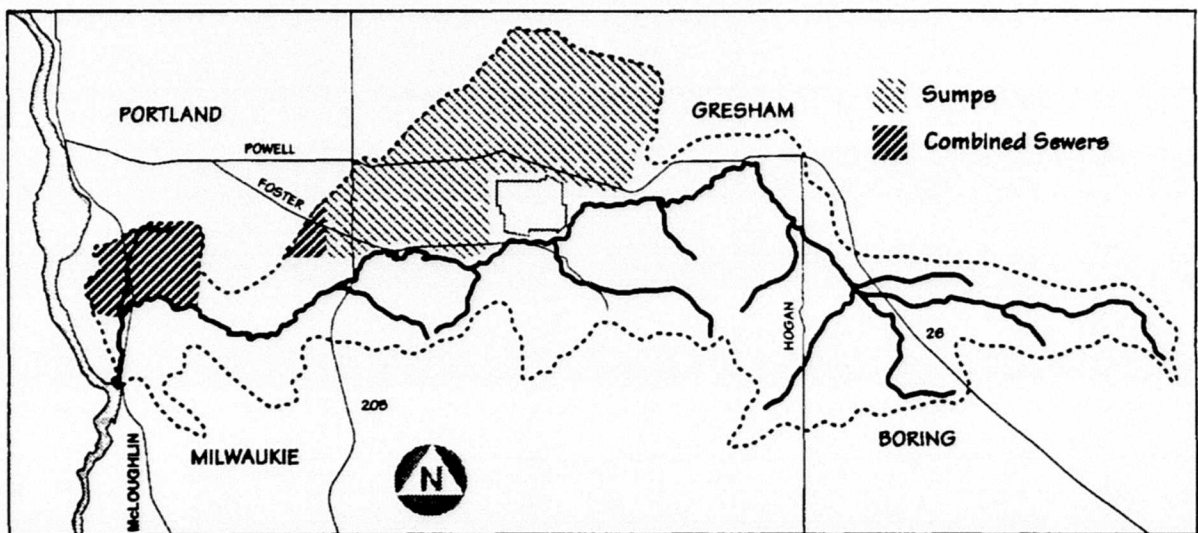 PORTLAND
GRESHAM
Sumps
Combined Sewers
POWELL
FOSTER
HOGAN
26
205
BORING
MILWAUKIE
McLOUGHLIN
N